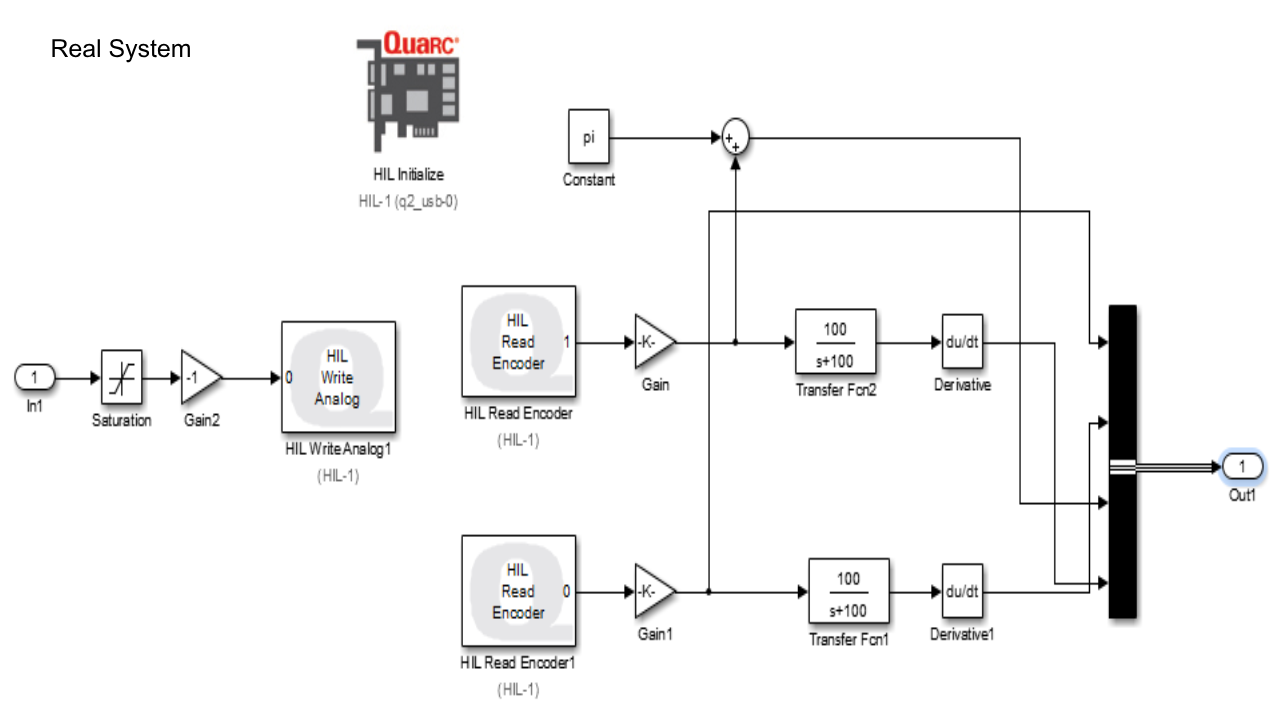 Real System
QUARC
HIL Initialize
HIL-1 (q2_usb-0)
pi
Constant
+
+
1
In1
Saturation
-1
Gain2
0
HIL
Write
Analog
HIL Write Analog1
(HIL-1)
HIL
Read
Encoder
1
HIL Read Encoder
(HIL-1)
-K-
Gain
100
s+100
Transfer Fcn2
du/dt
Derivative
HIL
Read
Encoder
0
HIL Read Encoder1
(HIL-1)
-K-
Gain1
100
s+100
Transfer Fcn1
du/dt
Derivative1
1
Out1